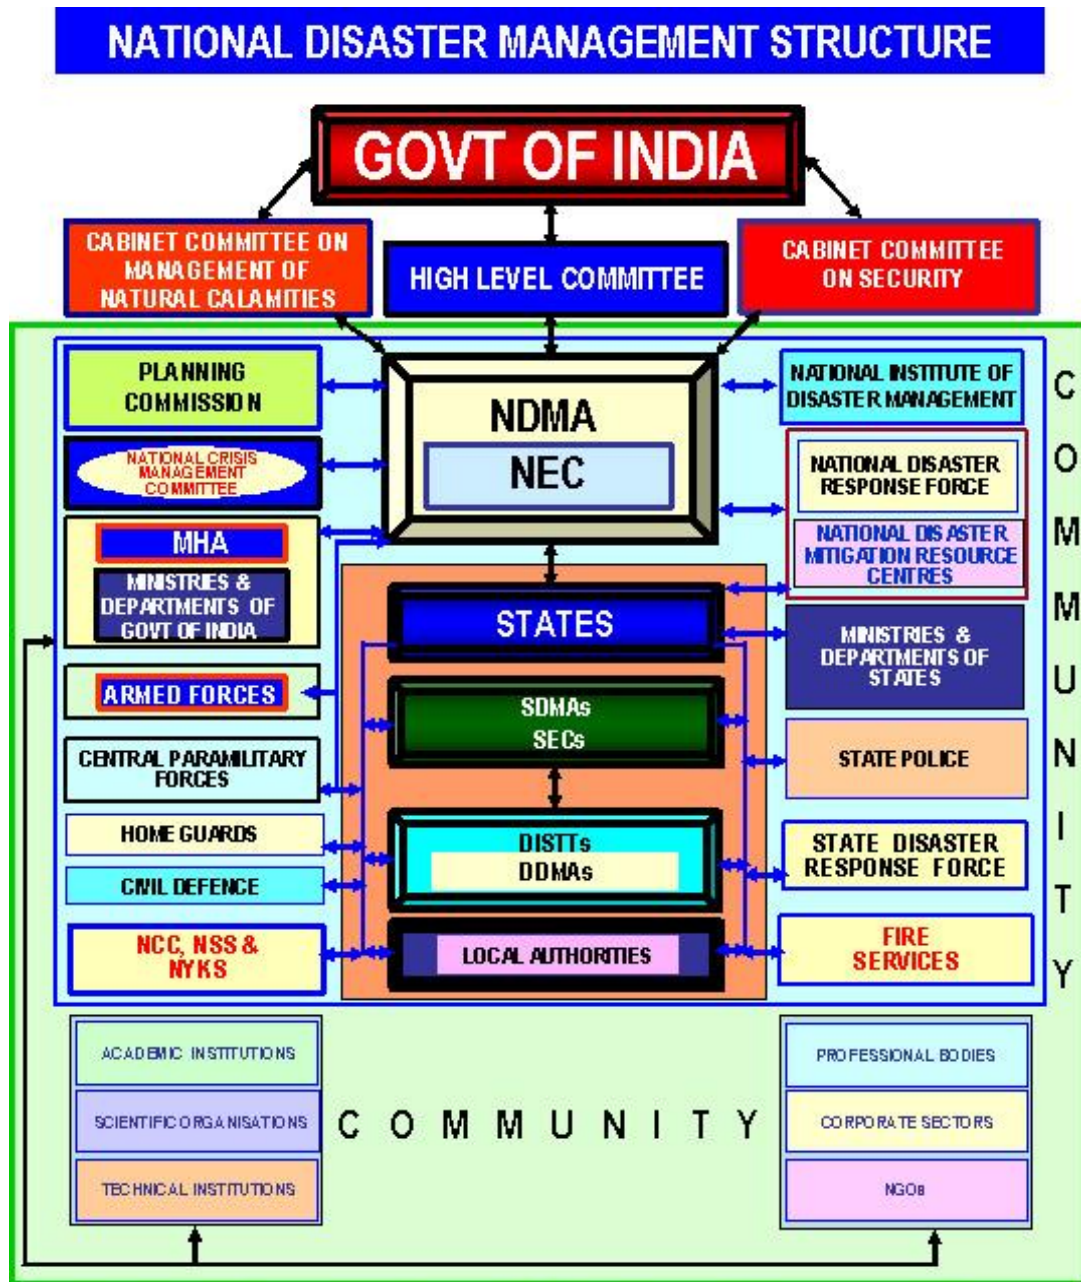 NATIONAL DISASTER MANAGEMENT STRUCTURE
GOVT OF INDIA
CABINET COMMITTEE ON
MANAGEMENT OF
NATURAL CALAMITIES
HIGH LEVEL COMMITTEE
CABINET COMMITTEE
ON SECURITY
PLANNING
COMMISSION
NATIONAL CRISIS
MANAGEMENT
COMMITTEE
MHA
MINISTRIES &
DEPARTMENTS OF
GOVT OF INDIA
ARMED FORCES
CENTRAL PARAMILITARY
FORCES
HOME GUARDS
CIVIL DEFENCE
NCC, NSS &
NYKS
NDMA
NEC
STATES
SDMAs
SECs
DISTTs
DDMAs
LOCAL AUTHORITIES
NATIONAL INSTITUTE OF
DISASTER MANAGEMENT
NATIONAL DISASTER
RESPONSE FORCE
NATIONAL DISASTER
MITIGATION RESOURCE
CENTRES
MINISTRIES &
DEPARTMENTS OF
STATES
STATE POLICE
STATE DISASTER
RESPONSE FORCE
FIRE
SERVICES
COMMUNITY
ACADEMIC INSTITUTIONS
SCIENTIFIC ORGANISATIONS
TECHNICAL INSTITUTIONS
COMMUNITY
PROFESSIONAL BODIES
CORPORATE SECTORS
NGOs